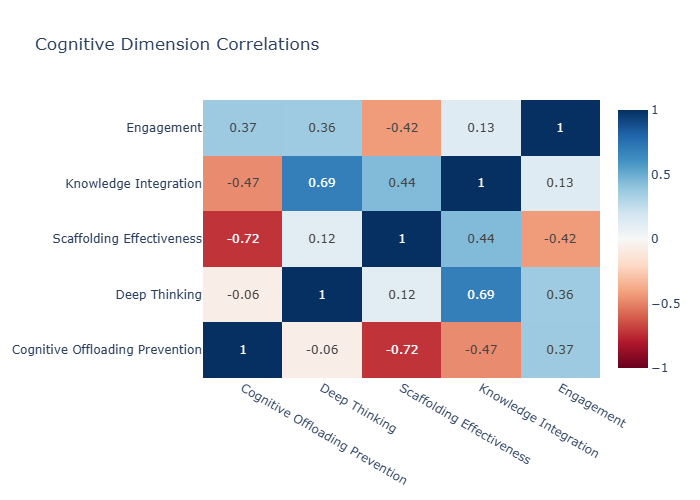 Cognitive Dimension Correlations
Engagement 0.37 0.36 -0.42 0.13 1
Knowledge Integration -0.47 0.69 0.44 1 0.13
Scaffolding Effectiveness -0.72 0.12 1 0.44 -0.42
Deep Thinking -0.06 1 0.12 0.69 0.36
Cognitive Offloading Prevention 1 -0.06 -0.72 -0.47 0.37
Cognitive Offloading Prevention
Deep Thinking
Scaffolding Effectiveness
Knowledge Integration
Engagement
1
0.5
0
−0.5
−1